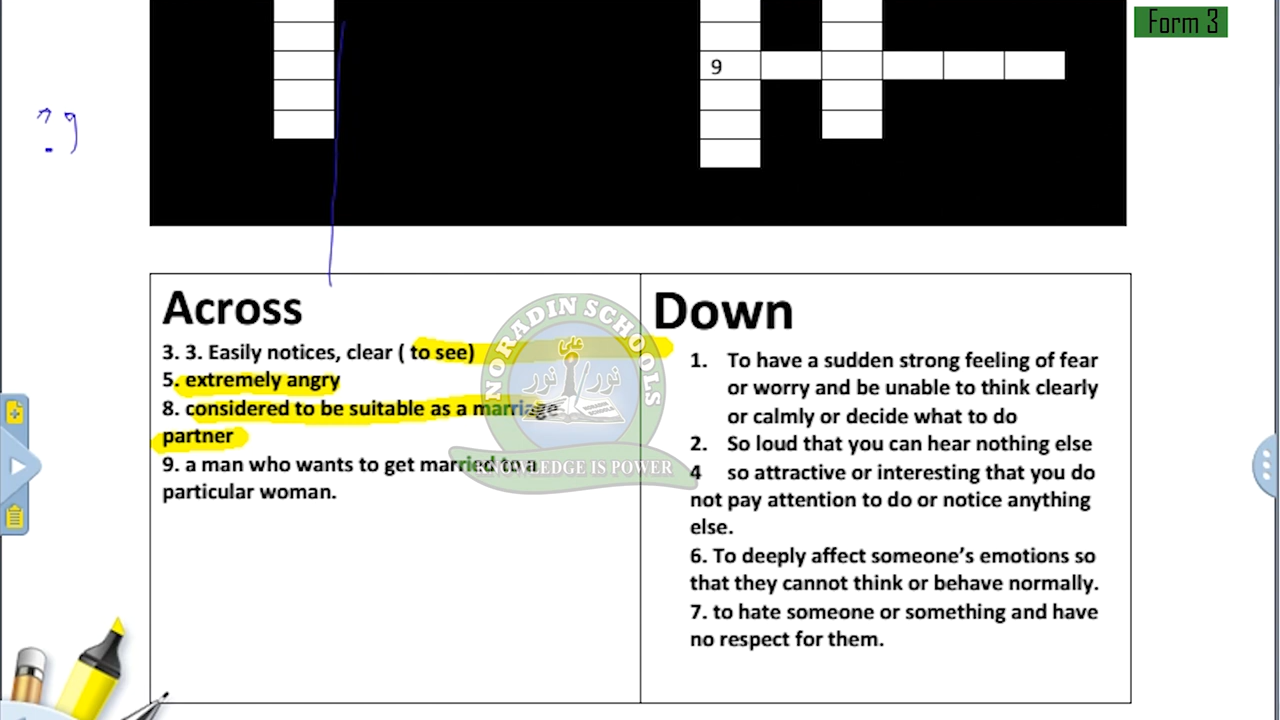 Form 3
9
Across
3. 3. Easily notices, clear ( to see)
5. extremely angry
8. considered to be suitable as a marriage
partner
9. a man who wants to get married to a
particular woman.
Down
1. To have a sudden strong feeling of fear
or worry and be unable to think clearly
or calmly or decide what to do
2. So loud that you can hear nothing else
4 so attractive or interesting that you do
not pay attention to do or notice anything
else.
6. To deeply affect someone's emotions so
that they cannot think or behave normally.
7. to hate someone or something and have
no respect for them.
NORADIN SCHOOLS
علي
نور نور
KNOWLEDGE IS POWER